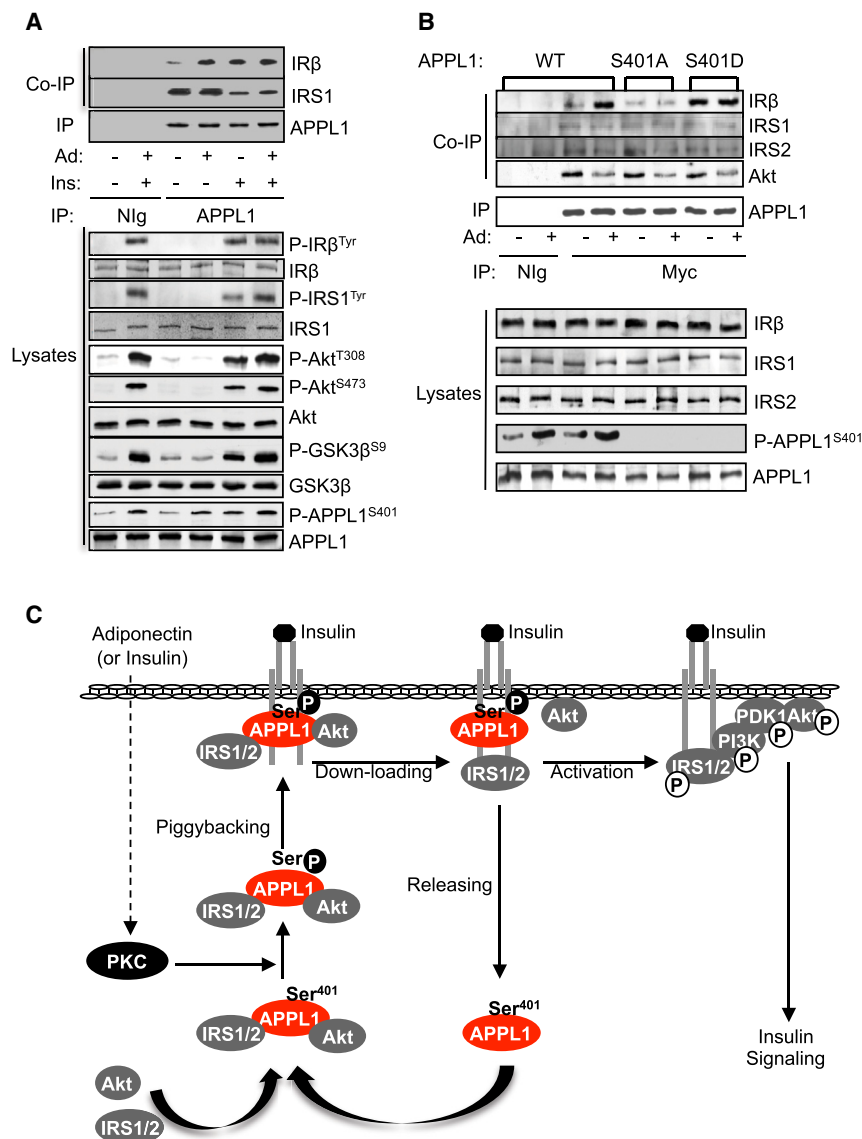 A
Co-IP
IRβ
IRS1
IP
APPL1
Ad: - + - + - +
Ins: - + - - + +
IP: NIg APPL1
Lysates
P-IRβTyr
IRβ
P-IRS1Tyr
IRS1
P-AktT308
P-AktS473
Akt
P-GSK3βS9
GSK3β
P-APPL1S401
APPL1
B
APPL1: WT S401A S401D
Co-IP
IRβ
IRS1
IRS2
Akt
IP
APPL1
Ad: - + - + - + - +
IP: NIg Myc
Lysates
IRβ
IRS1
IRS2
P-APPL1S401
APPL1
C
Adiponectin
(or Insulin)
Insulin
Ser P
APPL1
IRS1/2
Akt
Down-loading
Insulin
Ser P
APPL1
Akt
IRS1/2
Activation
Insulin
PDK1 Akt
P
PI3K
P
IRS1/2
P
P
Piggybacking
Ser P
APPL1
IRS1/2
Akt
Releasing
PKC
Ser401
APPL1
IRS1/2
Akt
Ser401
APPL1
Insulin
Signaling
Akt
IRS1/2